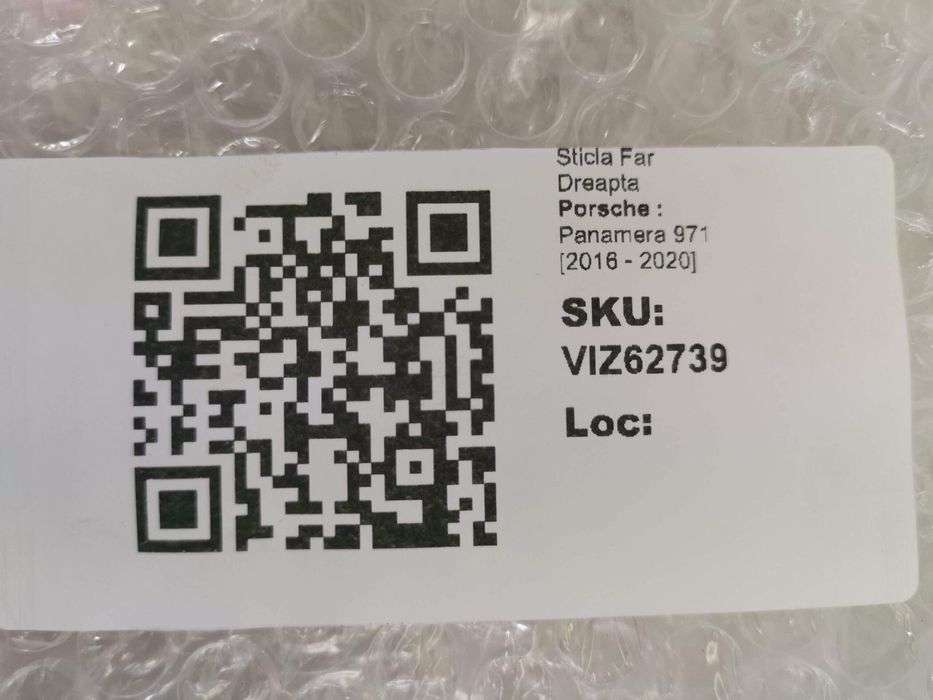 Sticla Far
Dreapta
Porsche :
Panamera 971
[2016 - 2020]
SKU:
VIZ62739
Loc: